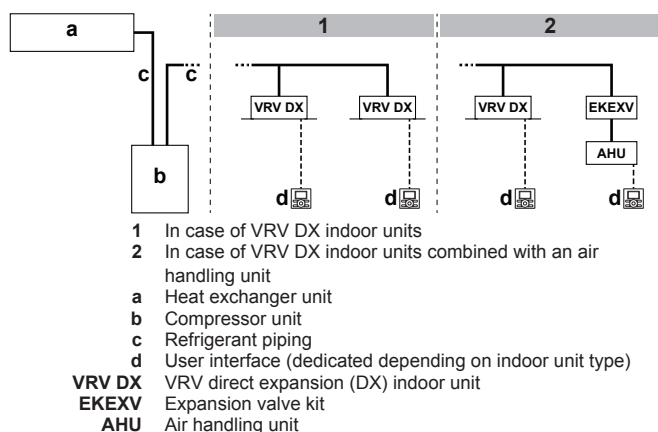 a
1
2
c
c
VRV DX
VRV DX
VRV DX
EKEXV
AHU
b
d
d
d
d
1 In case of VRV DX indoor units
2 In case of VRV DX indoor units combined with an air
handling unit
a Heat exchanger unit
b Compressor unit
c Refrigerant piping
d User interface (dedicated depending on indoor unit type)
VRV DX VRV direct expansion (DX) indoor unit
EKEXV Expansion valve kit
AHU Air handling unit